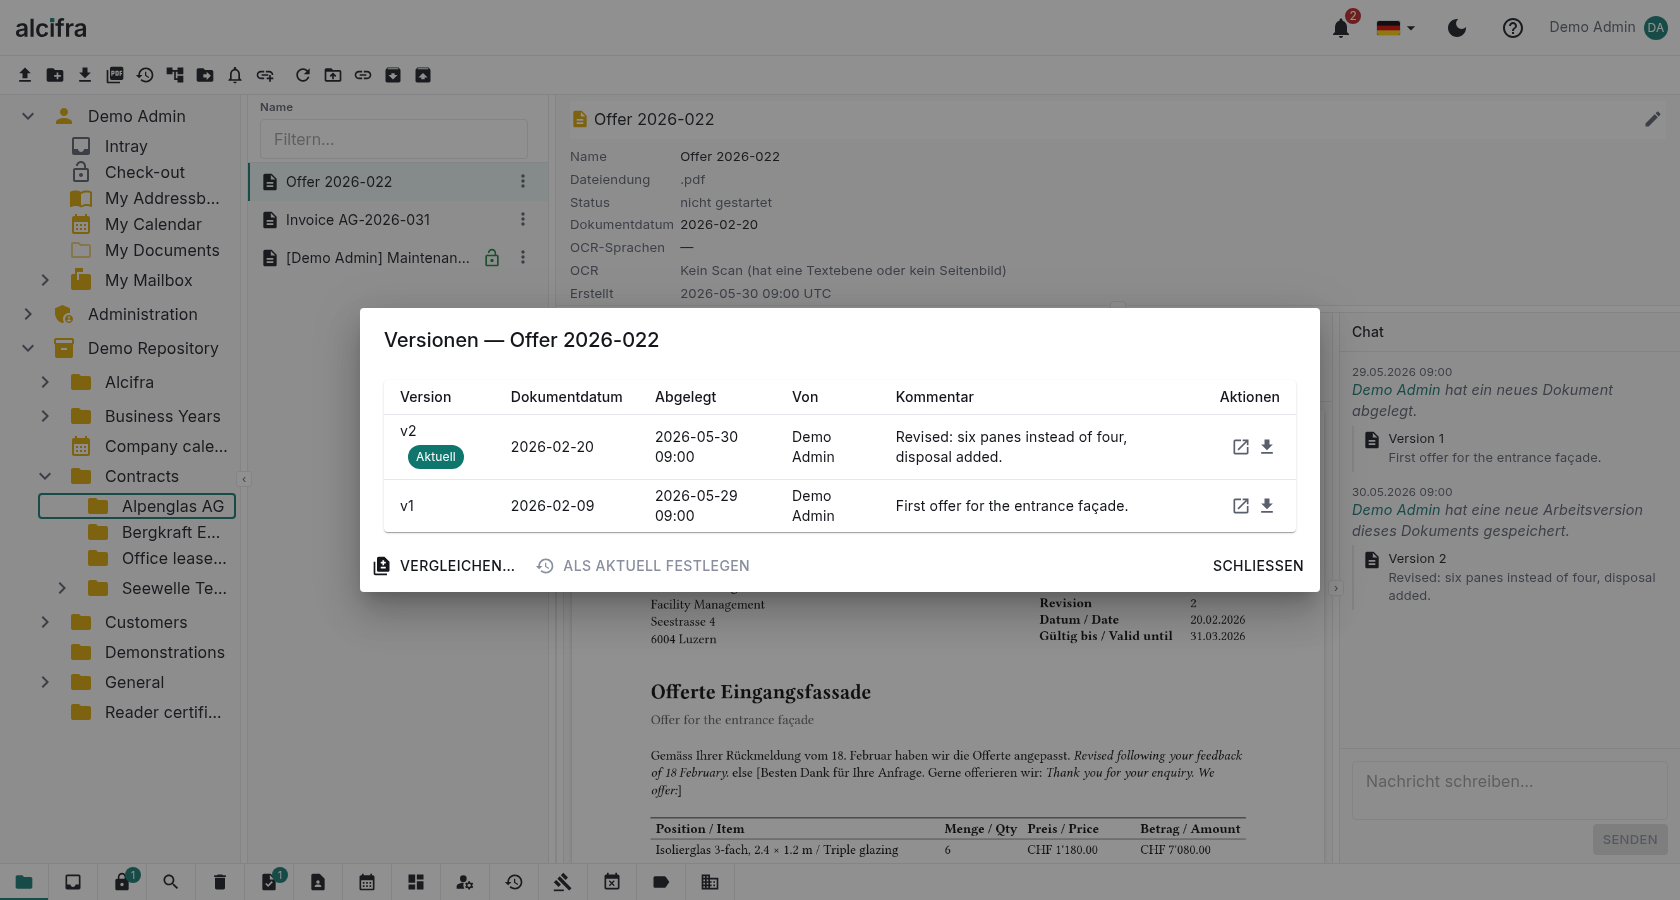 alcifra
2
Demo Admin
DA
PDF
Demo Admin
Intray
Check-out
My Addressb...
My Calendar
My Documents
My Mailbox
Administration
Demo Repository
Alcifra
Business Years
Company cale...
Contracts
Alpenglas AG
Bergkraft E...
Office lease...
Seewelle Te...
Customers
Demonstrations
General
Reader certifi...
Name
Filtern...
Offer 2026-022
Invoice AG-2026-031
[Demo Admin] Maintenan...
Offer 2026-022
Name Offer 2026-022
Dateiendung .pdf
Status nicht gestartet
Dokumentdatum 2026-02-20
OCR-Sprachen —
OCR Kein Scan (hat eine Textebene oder kein Seitenbild)
Erstellt 2026-05-30 09:00 UTC
Versionen — Offer 2026-022
Version Dokumentdatum Abgelegt Von Kommentar Aktionen
v2
Aktuell
2026-02-20
2026-05-30
09:00
Demo
Admin
Revised: six panes instead of four,
disposal added.
v1
2026-02-09
2026-05-29
09:00
Demo
Admin
First offer for the entrance façade.
VERGLEICHEN...
ALS AKTUELL FESTLEGEN
SCHLIESSEN
Facility Management
Seestrasse 4
6004 Luzern
Revision 2
Datum / Date 20.02.2026
Gültig bis / Valid until 31.03.2026
Offerte Eingangsfassade
Offer for the entrance façade
Gemäss Ihrer Rückmeldung vom 18. Februar haben wir die Offerte angepasst. Revised following your feedback
of 18 February. else [Besten Dank für Ihre Anfrage. Gerne offerieren wir: Thank you for your enquiry. We
offer:]
Position / Item Menge / Qty Preis / Price Betrag / Amount
Isolierglas 3-fach, 2.4 × 1.2 m / Triple glazing 6 CHF 1'180.00 CHF 7'080.00
Chat
29.05.2026 09:00
Demo Admin hat ein neues Dokument
abgelegt.
Version 1
First offer for the entrance façade.
30.05.2026 09:00
Demo Admin hat eine neue Arbeitsversion
dieses Dokuments gespeichert.
Version 2
Revised: six panes instead of four, disposal
added.
Nachricht schreiben...
SENDEN
1
1